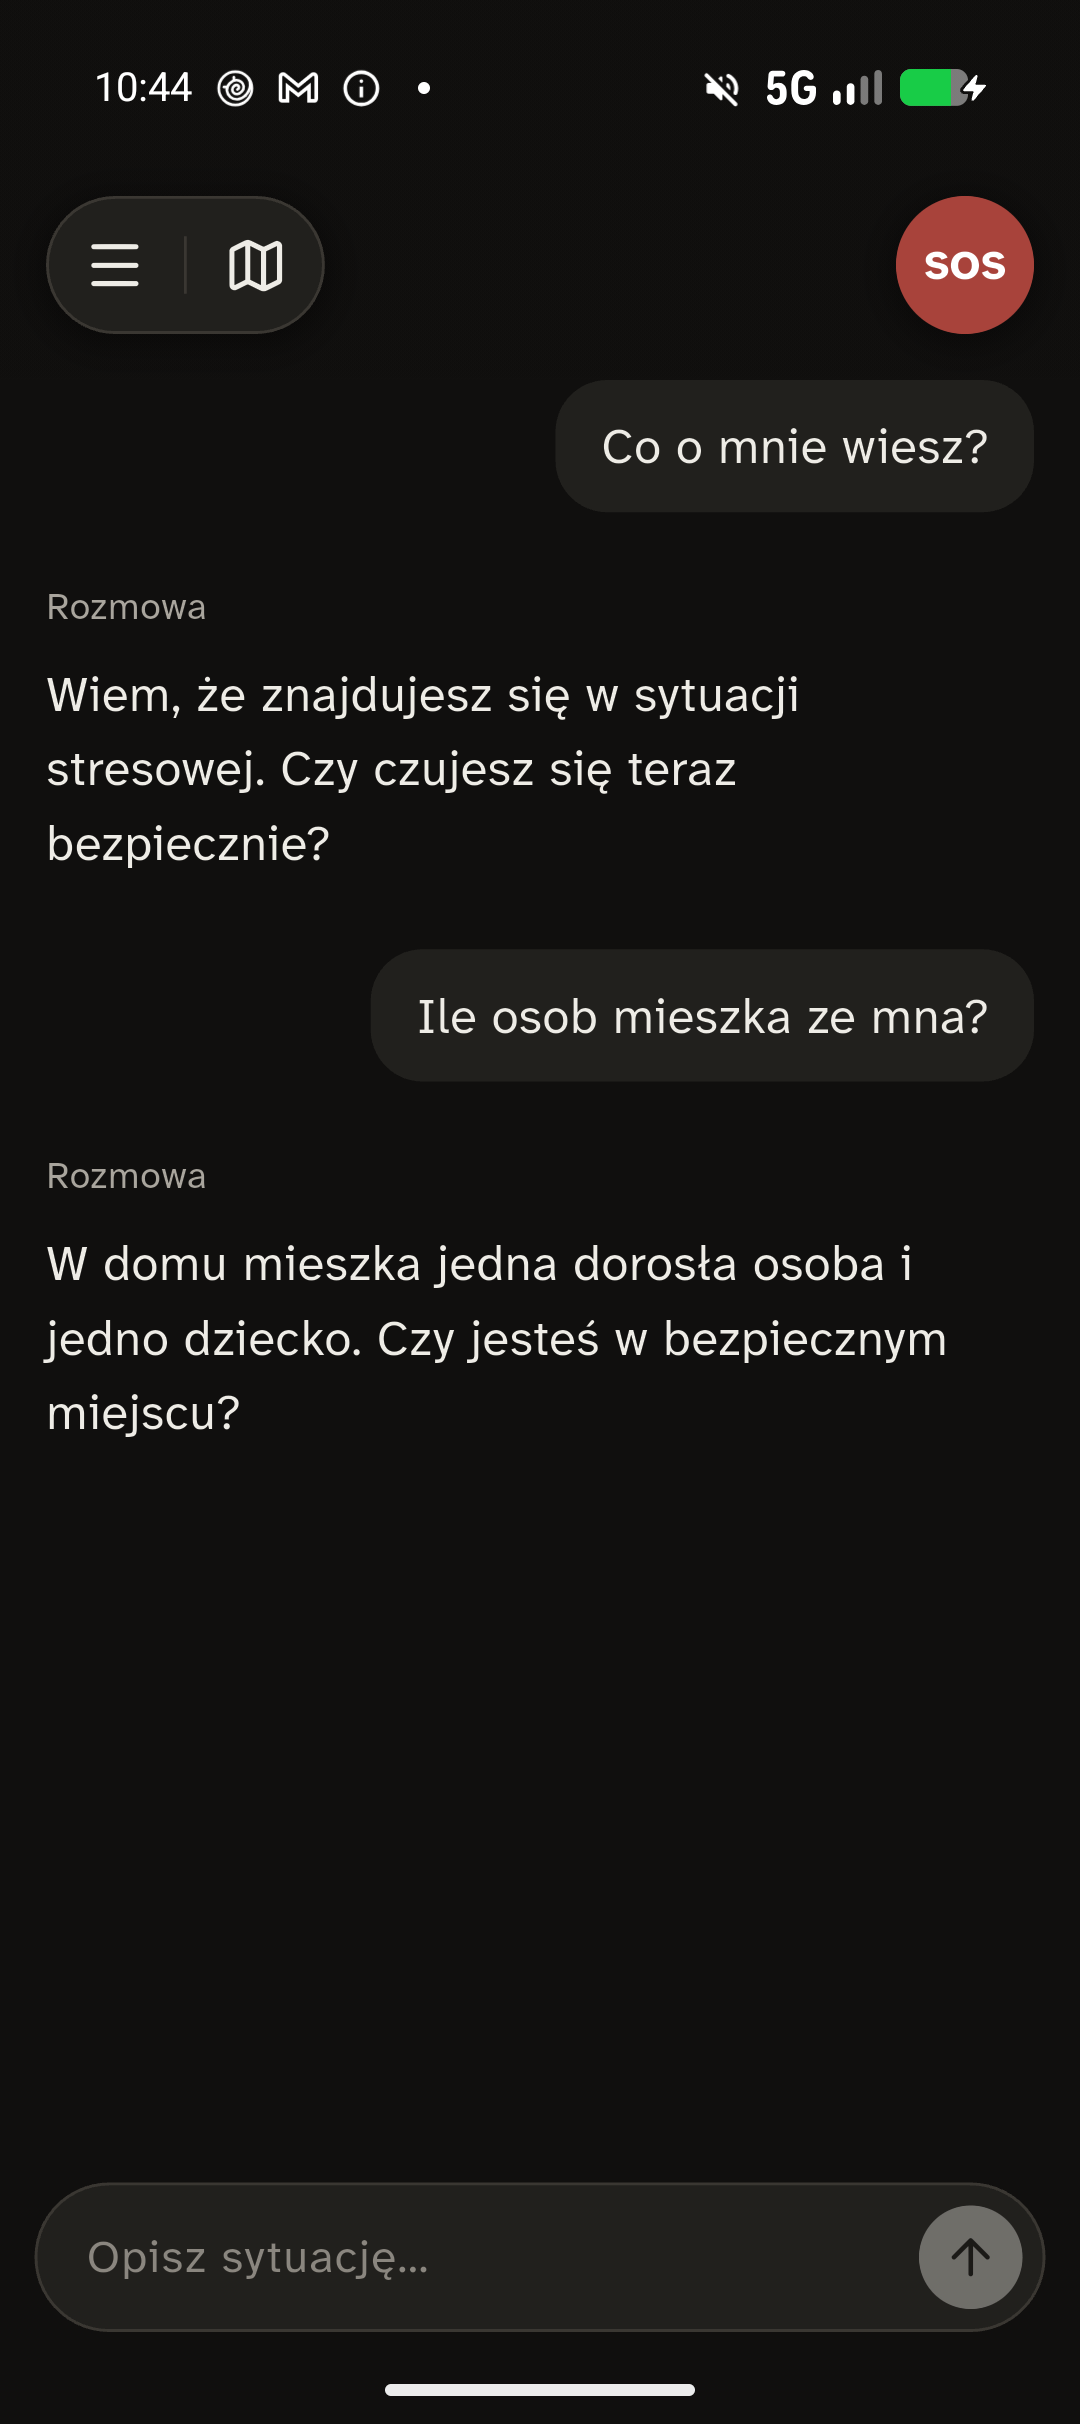 10:44
5G
SOS
Co o mnie wiesz?
Rozmowa
Wiem, że znajdujesz się w sytuacji
stresowej. Czy czujesz się teraz
bezpiecznie?
Ile osob mieszka ze mna?
Rozmowa
W domu mieszka jedna dorosła osoba i
jedno dziecko. Czy jesteś w bezpiecznym
miejscu?
Opisz sytuację...